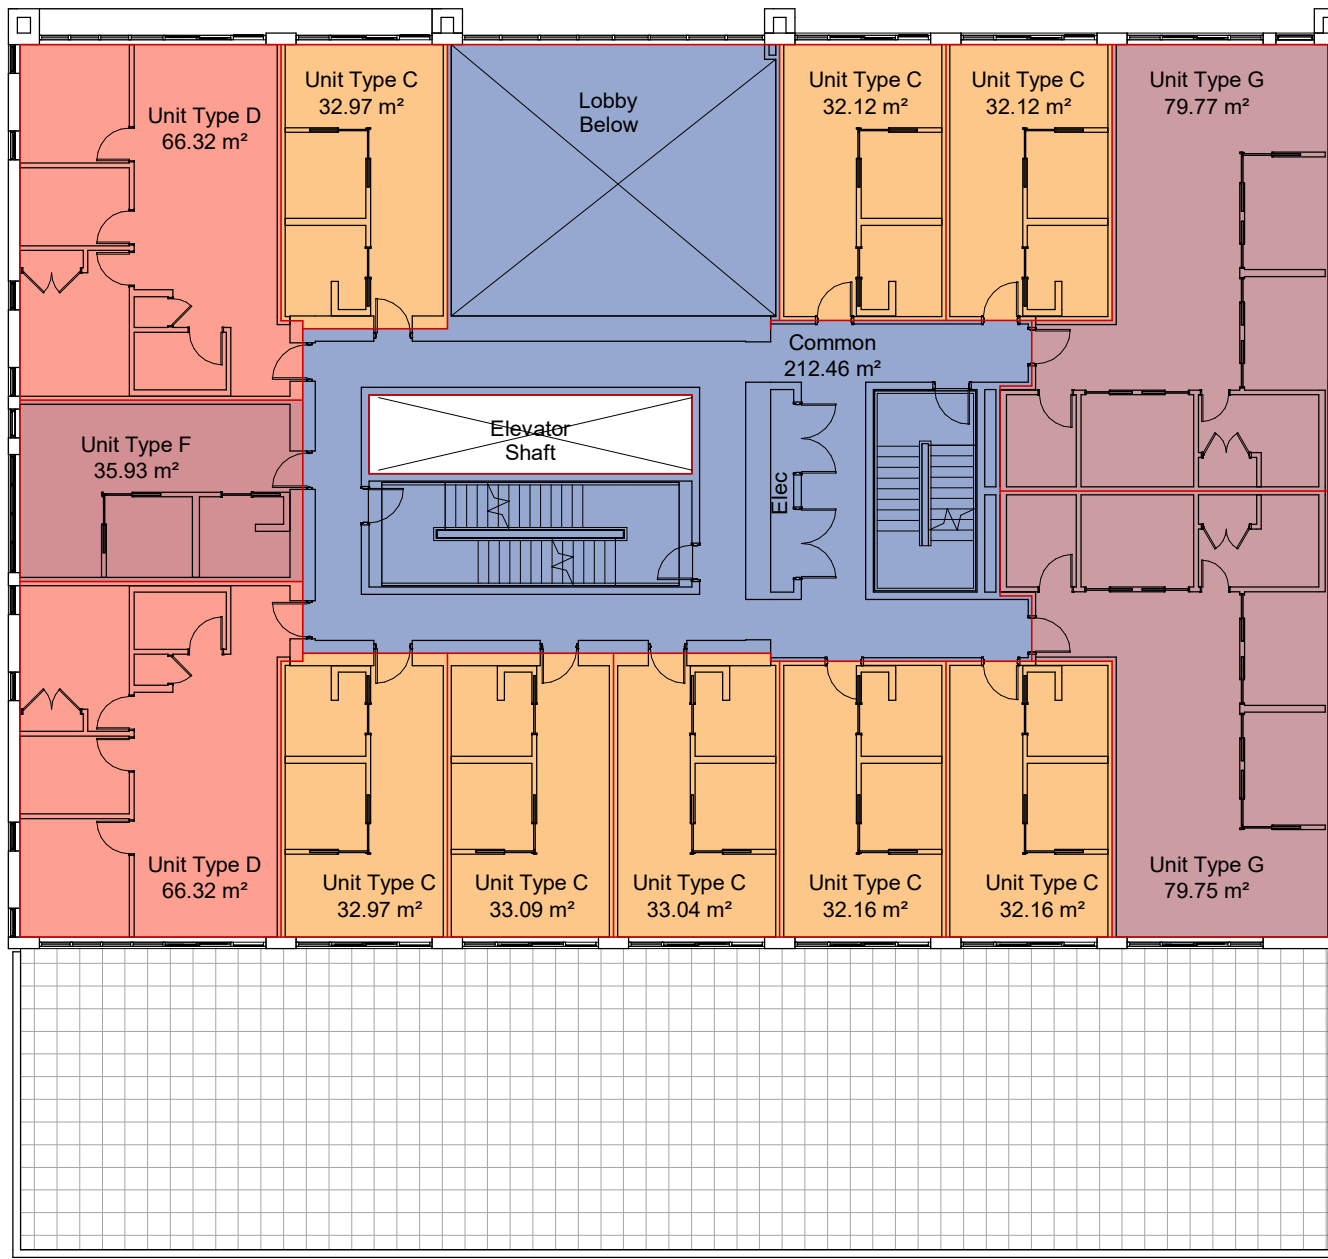 Unit Type D
66.32 m²
Unit Type C
32.97 m²
Lobby
Below
Unit Type C
32.12 m²
Unit Type C
32.12 m²
Unit Type G
79.77 m²
Common
212.46 m²
Unit Type F
35.93 m²
Elevator
Shaft
Elec
Unit Type D
66.32 m²
Unit Type C
32.97 m²
Unit Type C
33.09 m²
Unit Type C
33.04 m²
Unit Type C
32.16 m²
Unit Type C
32.16 m²
Unit Type G
79.75 m²